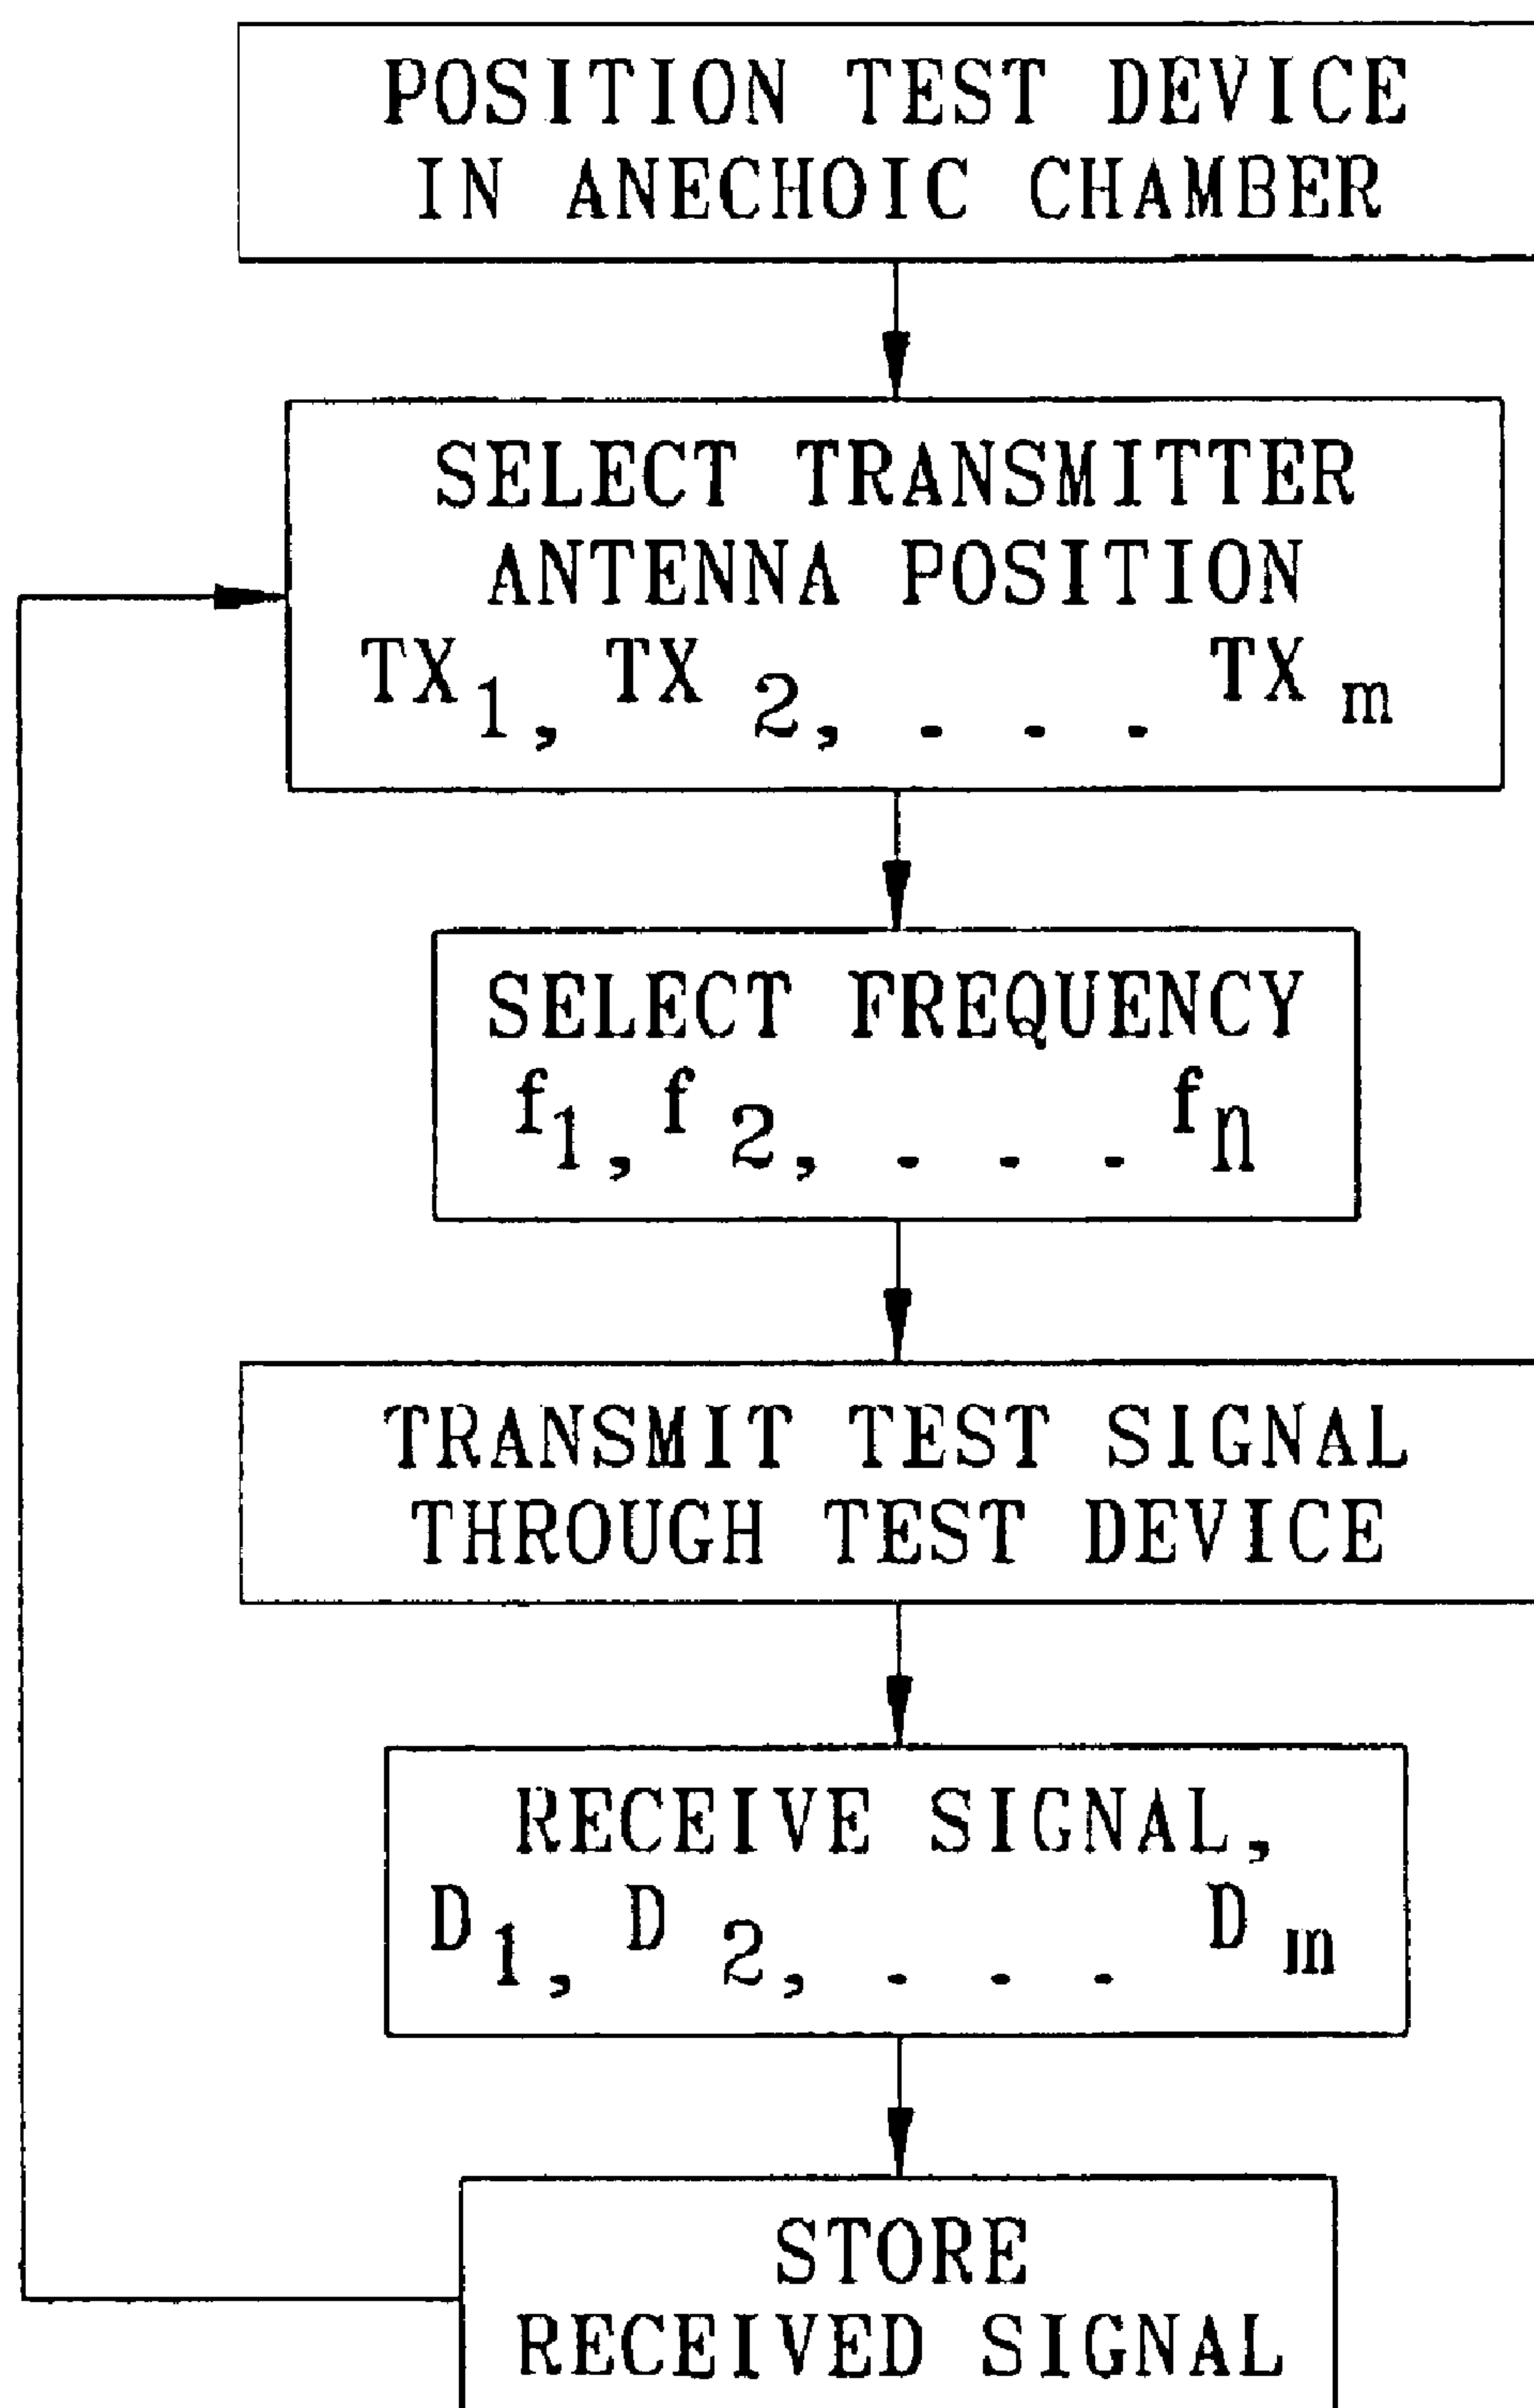 POSITION TEST DEVICE
IN ANECHOIC CHAMBER
SELECT TRANSMITTER
ANTENNA POSITION
TX₁, TX₂, . . . TXₘ
SELECT FREQUENCY
f₁, f₂, . . . fₙ
TRANSMIT TEST SIGNAL
THROUGH TEST DEVICE
RECEIVE SIGNAL,
D₁, D₂, . . . Dₘ
STORE
RECEIVED SIGNAL